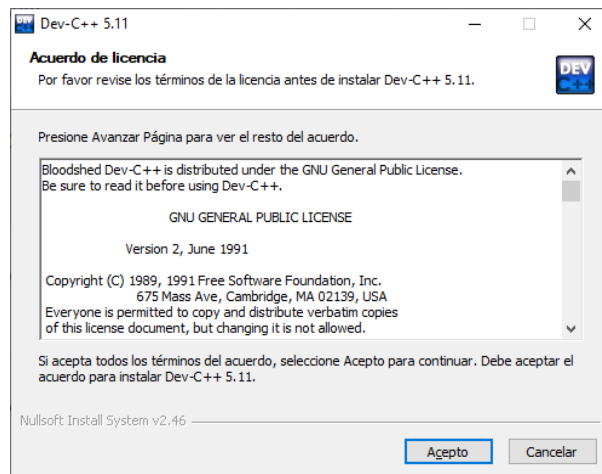 Dev-C++ 5.11
Acuerdo de licencia
Por favor revise los términos de la licencia antes de instalar Dev-C++ 5.11.
DEV
C++
Presione Avanzar Página para ver el resto del acuerdo.
Bloodshed Dev-C++ is distributed under the GNU General Public License.
Be sure to read it before using Dev-C++.
GNU GENERAL PUBLIC LICENSE
Version 2, June 1991
Copyright (C) 1989, 1991 Free Software Foundation, Inc.
675 Mass Ave, Cambridge, MA 02139, USA
Everyone is permitted to copy and distribute verbatim copies
of this license document, but changing it is not allowed.
Si acepta todos los términos del acuerdo, seleccione Acepto para continuar. Debe aceptar el
acuerdo para instalar Dev-C++ 5.11.
Nullsoft Install System v2.46
Acepto
Cancelar